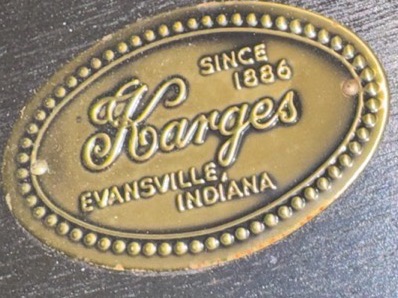 SINCE
1886
Karges
EVANSVILLE,
INDIANA